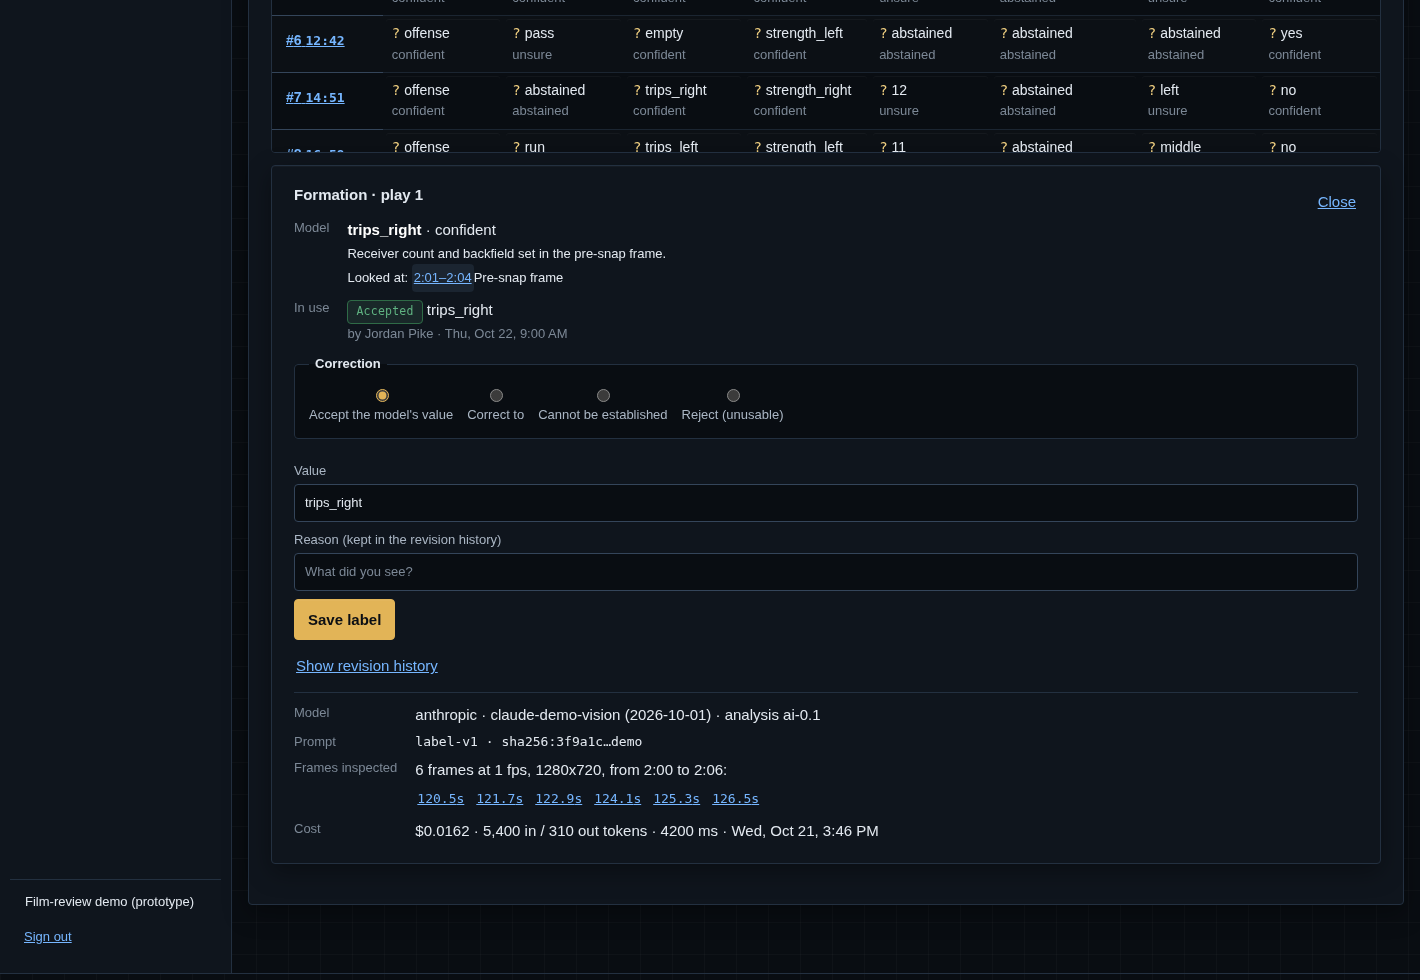 #6 12:42 ? offense ? pass ? empty ? strength_left ? abstained ? abstained ? abstained ? yes
confident unsure confident confident abstained abstained abstained confident
#7 14:51 ? offense ? abstained ? trips_right ? strength_right ? 12 ? abstained ? left ? no
confident abstained confident confident unsure abstained unsure confident
? offense ? run ? trips_left ? strength_left ? 11 ? abstained ? middle ? no
Formation · play 1
Close
Model trips_right · confident
Receiver count and backfield set in the pre-snap frame.
Looked at: 2:01–2:04 Pre-snap frame
In use Accepted trips_right
by Jordan Pike · Thu, Oct 22, 9:00 AM
Correction
Accept the model's value Correct to Cannot be established Reject (unusable)
Value
trips_right
Reason (kept in the revision history)
What did you see?
Save label
Show revision history
Model anthropic · claude-demo-vision (2026-10-01) · analysis ai-0.1
Prompt label-v1 · sha256:3f9a1c…demo
Frames inspected 6 frames at 1 fps, 1280x720, from 2:00 to 2:06:
120.5s 121.7s 122.9s 124.1s 125.3s 126.5s
Cost $0.0162 · 5,400 in / 310 out tokens · 4200 ms · Wed, Oct 21, 3:46 PM
Film-review demo (prototype)
Sign out